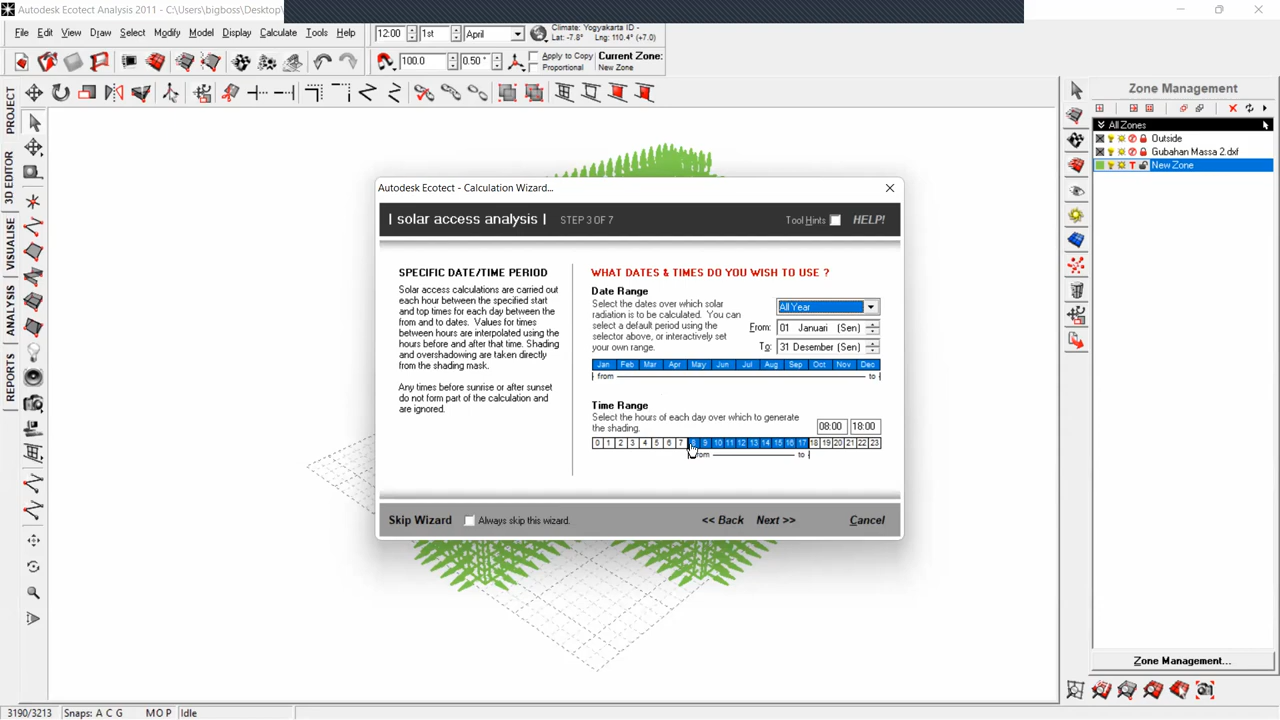 Autodesk Ecotect Analysis 2011 - C:\Users\bigboss\Desktop\
File Edit View Draw Select Modify Model Display Calculate Tools Help
12:00 1st April
Climate: Yogyakarta ID -
Lat: -7.8° Lng: 110.4° (+7.0)
100.0 0.50 °
Apply to Copy
Proportional
Current Zone:
New Zone
PROJECT
3D EDITOR
VISUALISE
ANALYSIS
REPORTS
Autodesk Ecotect - Calculation Wizard...
| solar access analysis | STEP 3 OF 7
Tool Hints HELP!
SPECIFIC DATE/TIME PERIOD
Solar access calculations are carried out
each hour between the specified start
and top times for each day between the
from and to dates. Values for times
between hours are interpolated using the
hours before and after that time. Shading
and overshadowing are taken directly
from the shading mask.
Any times before sunrise or after sunset
do not form part of the calculation and
are ignored.
WHAT DATES & TIMES DO YOU WISH TO USE ?
Date Range
Select the dates over which solar
radiation is to be calculated. You can
select a default period using the
selector above, or interactively set
your own range.
All Year
From: 01 Januari (Sen)
To: 31 Desember (Sen)
Jan Feb Mar Apr May Jun Jul Aug Sep Oct Nov Dec
from to
Time Range
Select the hours of each day over which to generate
the shading.
08:00 18:00
0 1 2 3 4 5 6 7 8 9 10 11 12 13 14 15 16 17 18 19 20 21 22 23
from to
Skip Wizard Always skip this wizard.
<< Back Next >> Cancel
Zone Management
All Zones
Outside
Gubahan Massa 2.dxf
New Zone
Zone Management...
3190/3213 Snaps: A C G MO P Idle